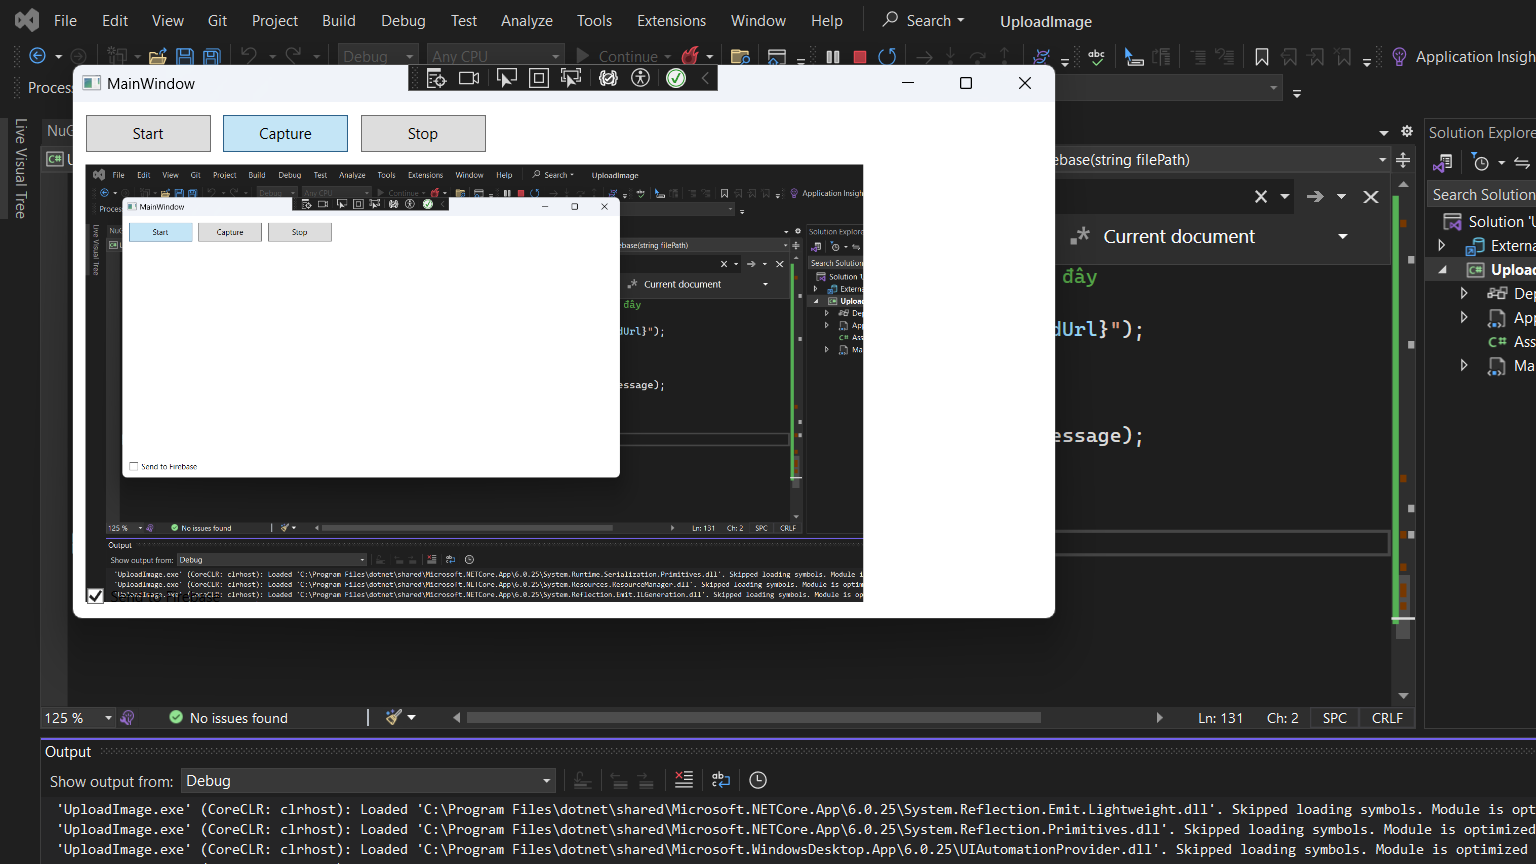 File Edit View Git Project Build Debug Test Analyze Tools Extensions Window Help Search UploadImage
Debug Any CPU Continue Application Insigh
Process
MainWindow
Start Capture Stop
Live Visual Tree
NuG
U
ebase(string filePath)
Current document
đây
dUrl}");
essage);
File Edit View Git Project Build Debug Test Analyze Tools Extensions Window Help Search UploadImage
Debug Any CPU Continue Application Insigh
Proces
MainWindow
Start Capture Stop
Live Visual Tree
NuG
ebase(string filePath)
Current document
đây
dUrl}");
essage);
Solution Explore
Search Solution
Solution 'U
Externa
Upload
De
App
C# Ass
Ma
Send to Firebase
125 % No issues found Ln: 131 Ch: 2 SPC CRLF
Output
Show output from: Debug
'UploadImage.exe' (CoreCLR: clrhost): Loaded 'C:\Program Files\dotnet\shared\Microsoft.NETCore.App\6.0.25\System.Runtime.Serialization.Primitives.dll'. Skipped loading symbols. Module i
'UploadImage.exe' (CoreCLR: clrhost): Loaded 'C:\Program Files\dotnet\shared\Microsoft.NETCore.App\6.0.25\System.Resources.ResourceManager.dll'. Skipped loading symbols. Module is op
'UploadImage.exe' (CoreCLR: clrhost): Loaded 'C:\Program Files\dotnet\shared\Microsoft.NETCore.App\6.0.25\System.Reflection.Emit.ILGeneration.dll'. Skipped loading symbols. Module is op
Send to Firebase
Solution Explore
Search Solution
Solution 'U
Externa
C# Uploa
Dep
App
C# Ass
Ma
125 % No issues found Ln: 131 Ch: 2 SPC CRLF
Output
Show output from: Debug
'UploadImage.exe' (CoreCLR: clrhost): Loaded 'C:\Program Files\dotnet\shared\Microsoft.NETCore.App\6.0.25\System.Reflection.Emit.Lightweight.dll'. Skipped loading symbols. Module is opt
'UploadImage.exe' (CoreCLR: clrhost): Loaded 'C:\Program Files\dotnet\shared\Microsoft.NETCore.App\6.0.25\System.Reflection.Primitives.dll'. Skipped loading symbols. Module is optimized
'UploadImage.exe' (CoreCLR: clrhost): Loaded 'C:\Program Files\dotnet\shared\Microsoft.WindowsDesktop.App\6.0.25\UIAutomationProvider.dll'. Skipped loading symbols. Module is optimized